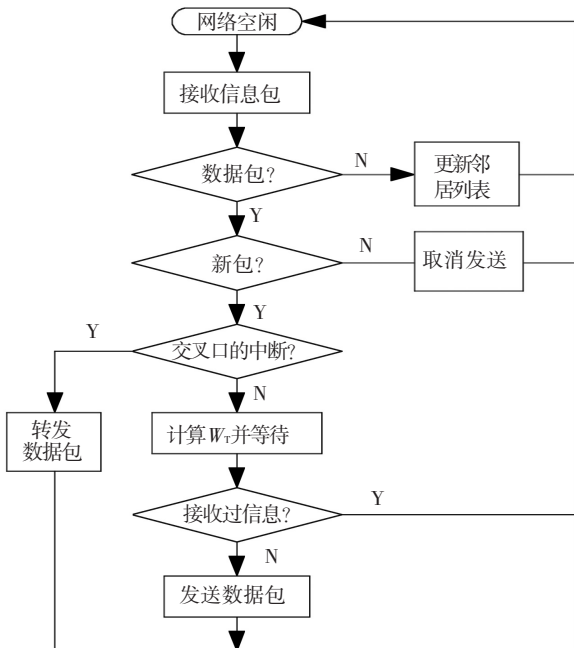 网络空闲
接收信息包
数据包?
N
更新邻
居列表
Y
新包?
N
取消发送
Y
Y
交叉口的中断?
N
转发
数据包
计算W_T并等待
接收过信息?
Y
N
发送数据包